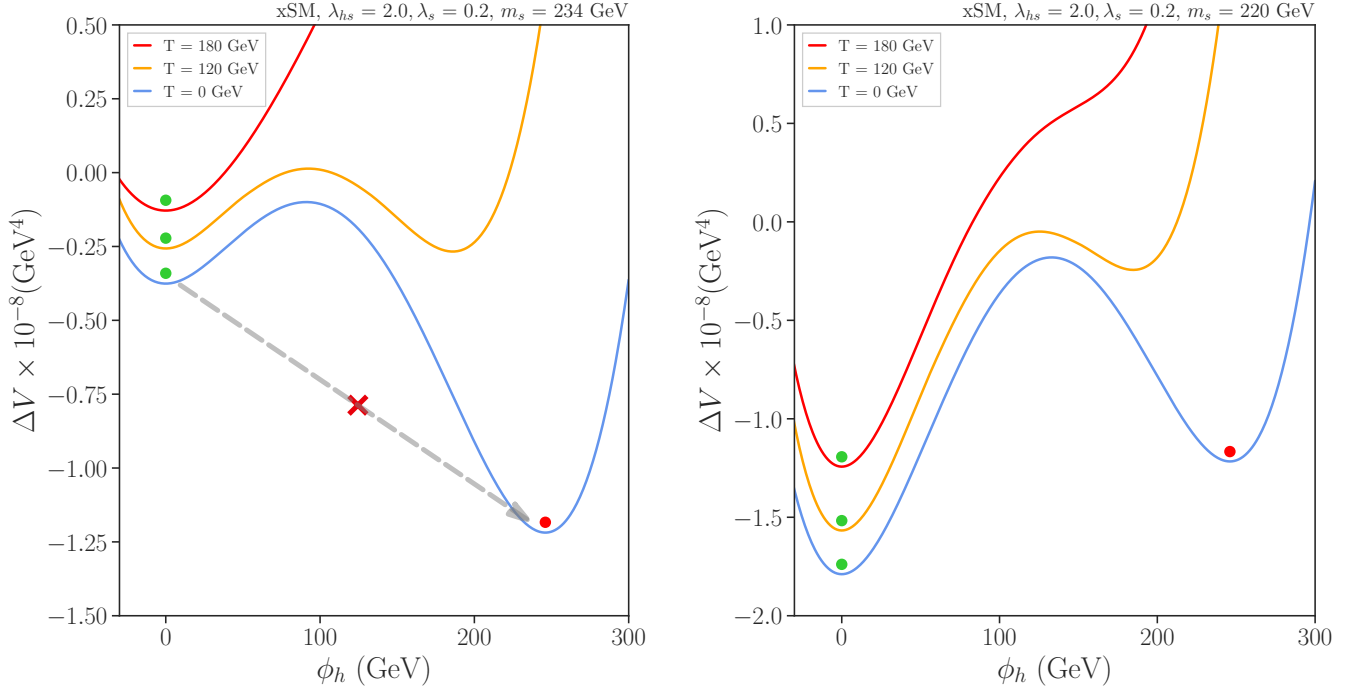 xSM, λ_hs = 2.0, λ_s = 0.2, m_s = 234 GeV
T = 180 GeV
T = 120 GeV
T = 0 GeV
0.50
0.25
0.00
−0.25
−0.50
−0.75
−1.00
−1.25
−1.50
ΔV × 10⁻⁸(GeV⁴)
0
100
200
300
ϕ_h (GeV)
xSM, λ_hs = 2.0, λ_s = 0.2, m_s = 220 GeV
T = 180 GeV
T = 120 GeV
T = 0 GeV
1.0
0.5
0.0
−0.5
−1.0
−1.5
−2.0
ΔV × 10⁻⁸(GeV⁴)
0
100
200
300
ϕ_h (GeV)